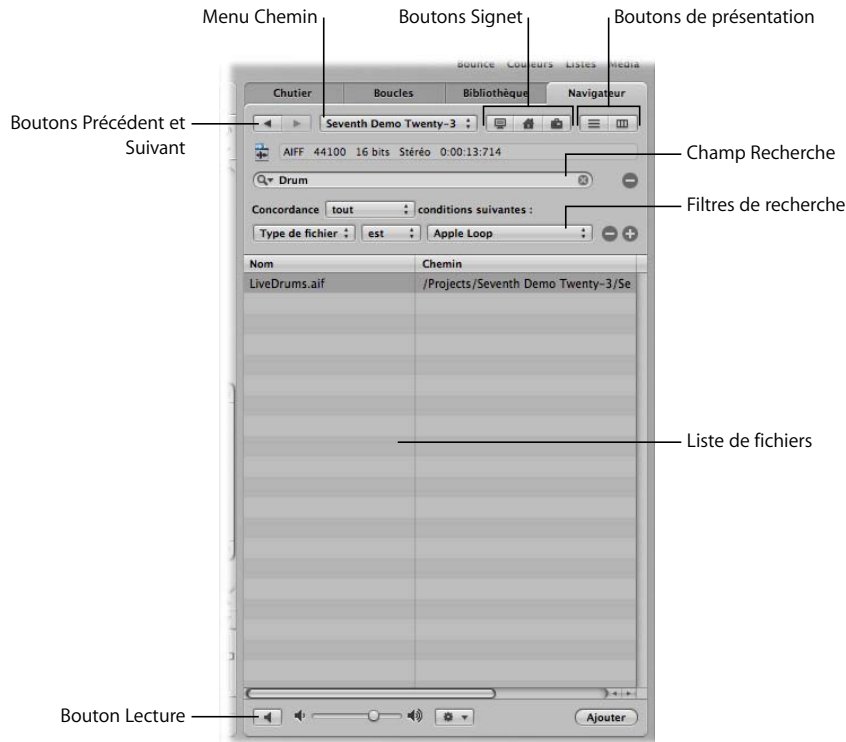 Menu Chemin Boutons Signet Boutons de présentation
Bounce Couleurs Listes Média
Chutier Boucles Bibliothèque Navigateur
Boutons Précédent et
Suivant
Seventh Demo Twenty-3
AIFF 44100 16 bits Stéréo 0:00:13:714
Champ Recherche
Drum
Concordance tout conditions suivantes :
Filtres de recherche
Type de fichier est Apple Loop
Nom Chemin
LiveDrums.aif /Projects/Seventh Demo Twenty-3/Se
Liste de fichiers
Bouton Lecture
Ajouter